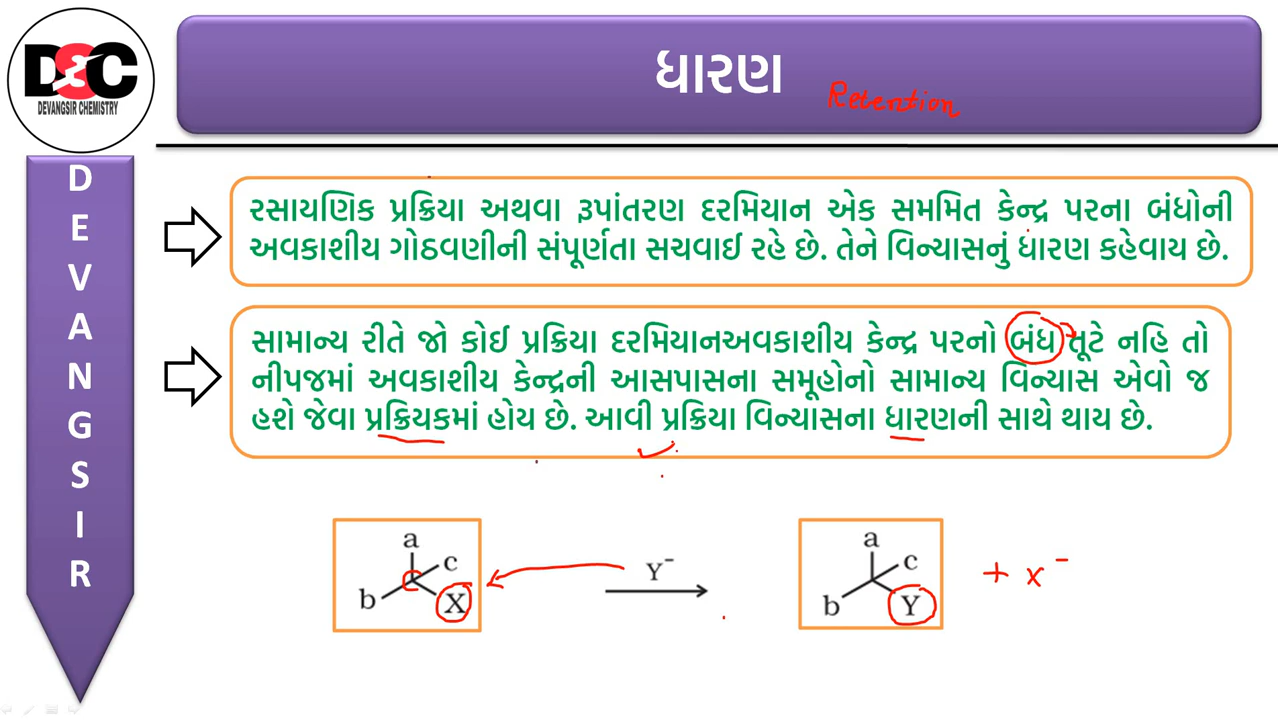 DSC
DEVANGSIR CHEMISTRY
ધારણ
Retention
D
E
V
A
N
G
S
I
R
રસાયણિક પ્રક્રિયા અથવા રૂપાંતરણ દરમિયાન એક સમમિત કેન્દ્ર પરના બંધોની
અવકાશીય ગોઠવણીની સંપૂર્ણતા સચવાઈ રહે છે. તેને વિન્યાસનું ધારણ કહેવાય છે.
સામાન્ય રીતે જો કોઈ પ્રક્રિયા દરમિયાનઅવકાશીય કેન્દ્ર પરનો બંધ તૂટે નહિ તો
નીપજમાં અવકાશીય કેન્દ્રની આસપાસના સમૂહોનો સામાન્ય વિન્યાસ એવો જ
હશે જેવા પ્રક્રિયકમાં હોય છે. આવી પ્રક્રિયા વિન્યાસના ધારણની સાથે થાય છે.
a
c
b
X
Y⁻
a
c
b
Y
+ x⁻